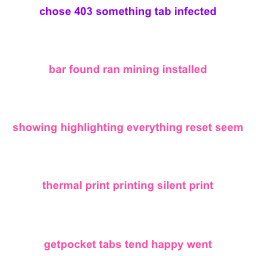 chose 403 something tab infected
bar found ran mining installed
showing highlighting everything reset seem
thermal print printing silent print
getpocket tabs tend happy went